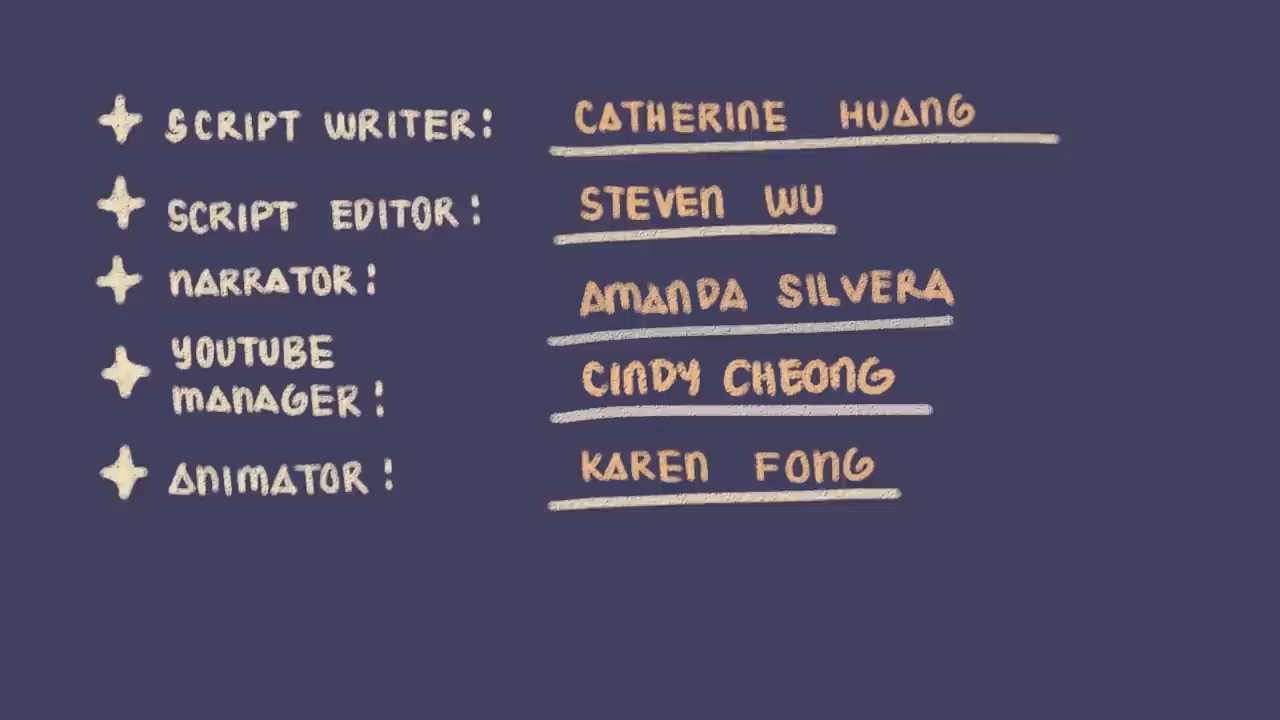 SCRIPT WRITER: CATHERINE HUANG
SCRIPT EDITOR: STEVEN WU
NARRATOR: AMANDA SILVERA
YOUTUBE
MANAGER: CINDY CHEONG
ANIMATOR: KAREN FONG